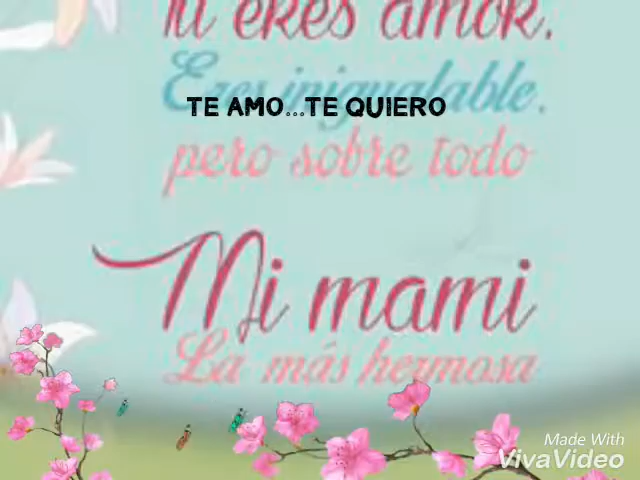 Tu eres amor.
Eres inigualable.
TE AMO...TE QUIERO
pero sobre todo
Mi mami
La más hermosa
Made With
VivaVideo